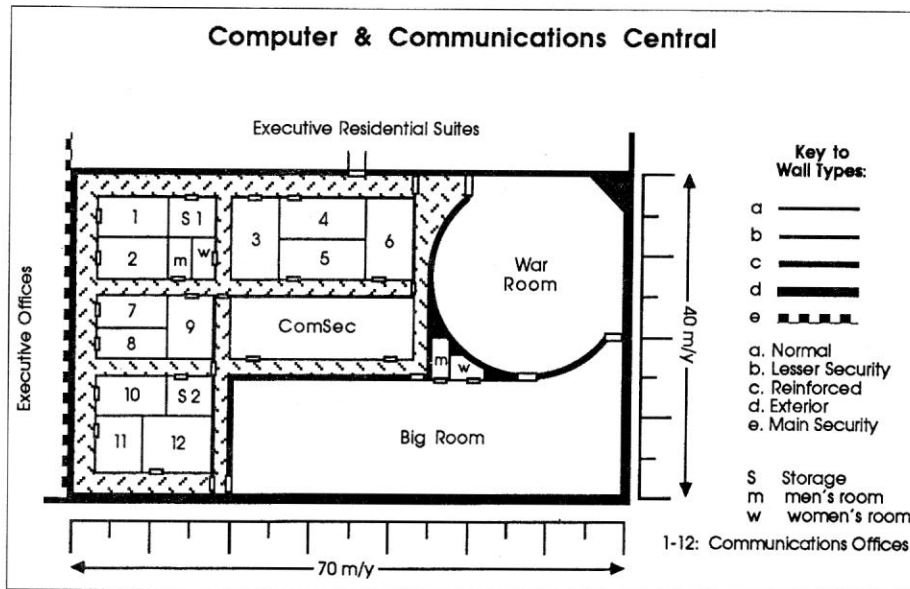 Computer & Communications Central
Executive Residential Suites
Executive Offices
1
S 1
2
m
w
3
4
5
6
War
Room
7
8
9
ComSec
m
w
10
S 2
11
12
Big Room
40 m/y
70 m/y
Key to
Wall Types:
a
b
c
d
e
a. Normal
b. Lesser Security
c. Reinforced
d. Exterior
e. Main Security
S Storage
m men's room
w women's room
1-12: Communications Offices